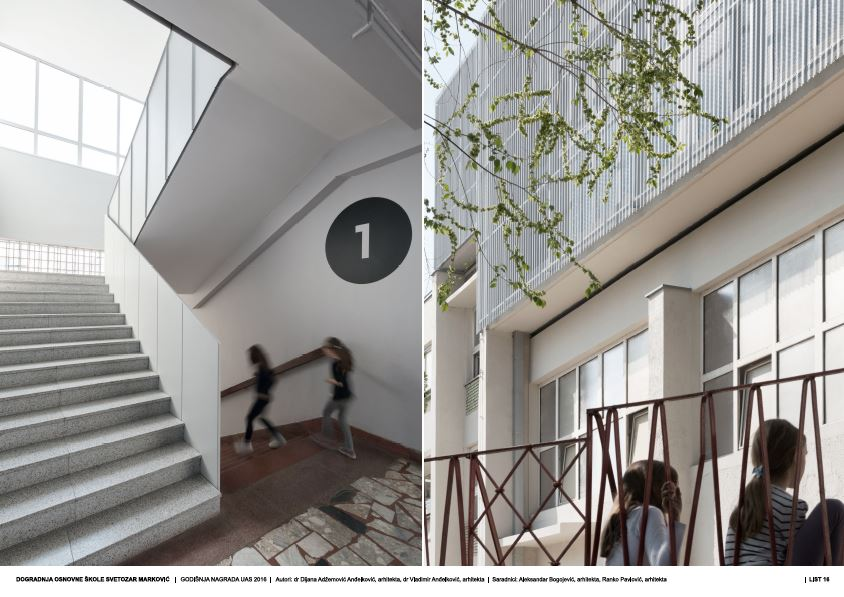 1
DOGRADNJA OSNOVNE ŠKOLE SVETOZAR MARKOVIĆ | GODIŠNJA NAGRADA UAS 2016 | Autori: dr Dijana Adžemović Anđelković, arhitekta, dr Vladimir Anđelković, arhitekta | Saradnici: Aleksandar Bogojević, arhitekta, Ranko Pavlović, arhitekta | LIST 16